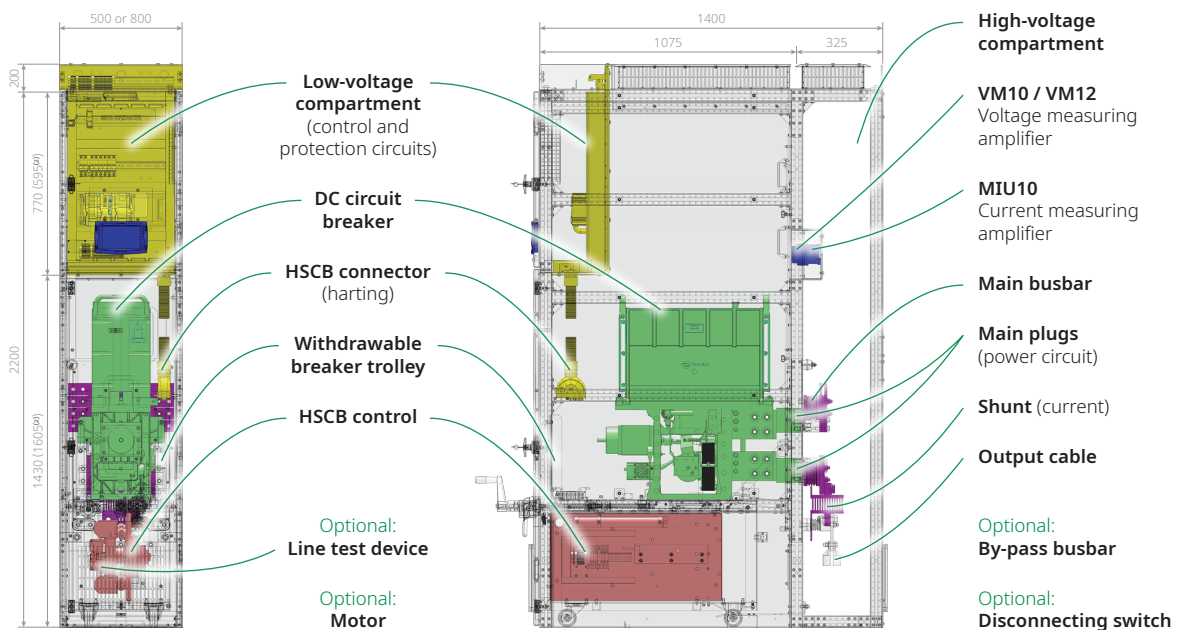 500 or 800
1400
1075
325
200
770 (595⁽²⁾)
2200
1430 (1605⁽²⁾)
Low-voltage
compartment
(control and
protection circuits)
DC circuit
breaker
HSCB connector
(harting)
Withdrawable
breaker trolley
HSCB control
Optional:
Line test device
Optional:
Motor
High-voltage
compartment
VM10 / VM12
Voltage measuring
amplifier
MIU10
Current measuring
amplifier
Main busbar
Main plugs
(power circuit)
Shunt (current)
Output cable
Optional:
By-pass busbar
Optional:
Disconnecting switch